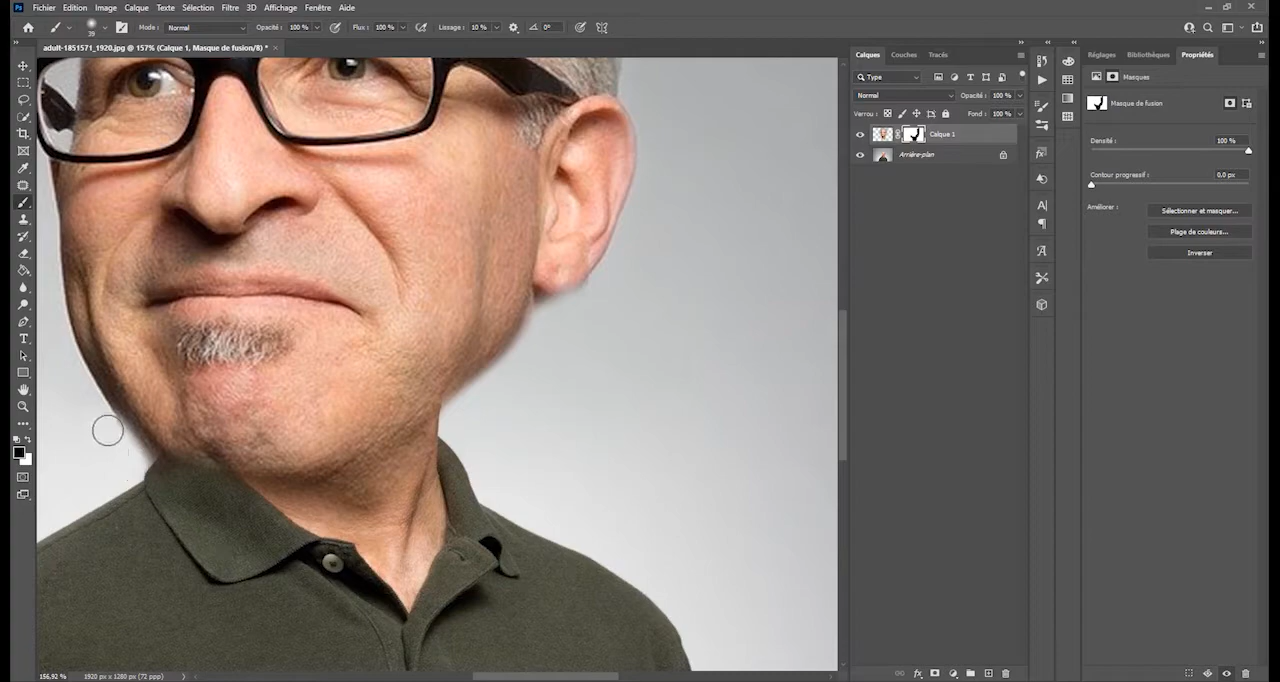 Ps Fichier Edition Image Calque Texte Sélection Filtre 3D Affichage Fenêtre Aide
39 Mode : Normal Opacité : 100 % Flux : 100 % Lissage : 10 % 0°
adult-1851571_1920.jpg @ 157% (Calque 1, Masque de fusion/8) *
Calques Couches Tracés
Réglages Bibliothèques Propriétés
Type
Masques
Normal Opacité : 100 %
Masque de fusion
Verrou : Fond : 100 %
Calque 1
Densité : 100 %
Arrière-plan
Contour progressif : 0,0 px
Améliorer : Sélectionner et masquer...
Plage de couleurs...
Inverser
156,92 % 1920 px x 1280 px (72 ppp)